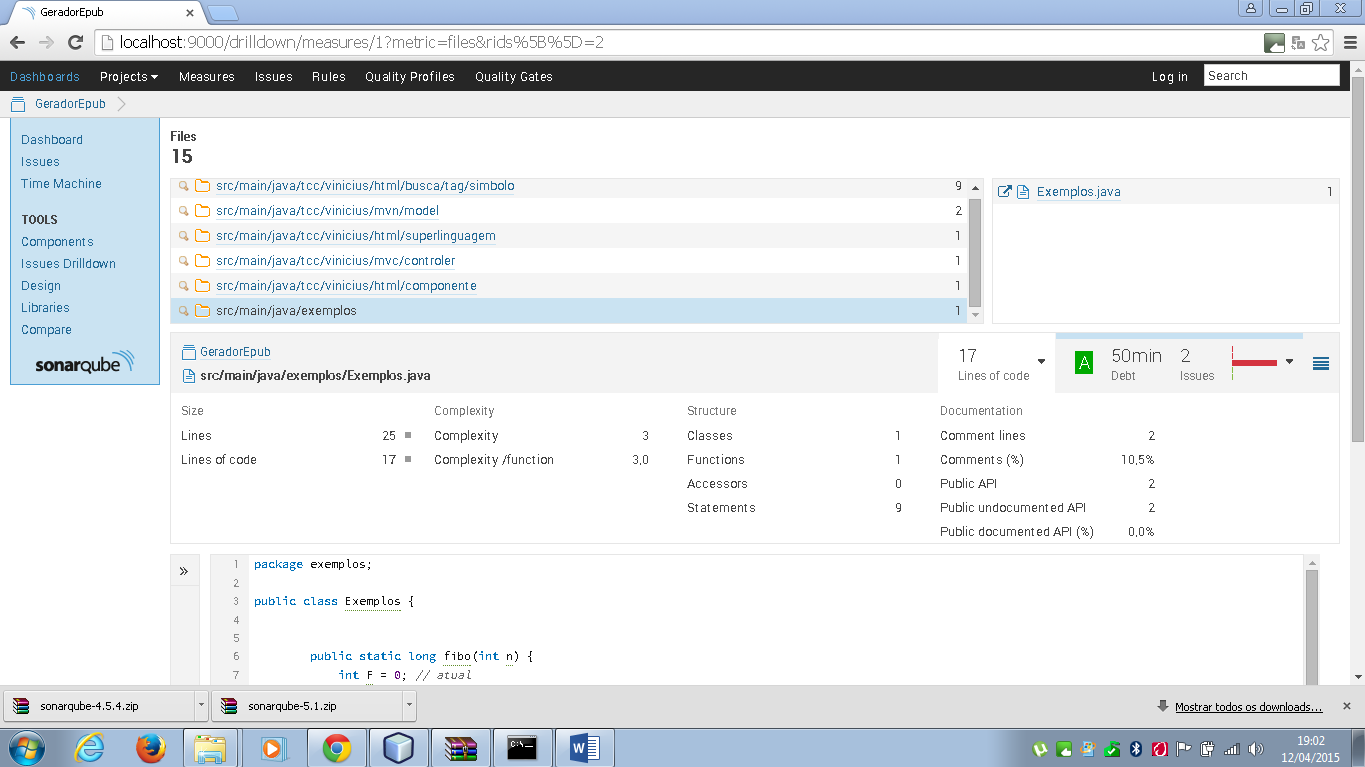 GeradorEpub
localhost:9000/drilldown/measures/1?metric=files&rids%5B%5D=2
Dashboards Projects Measures Issues Rules Quality Profiles Quality Gates Log in Search
GeradorEpub
Dashboard
Issues
Time Machine
TOOLS
Components
Issues Drilldown
Design
Libraries
Compare
sonarqube
Files
15
src/main/java/tcc/vinicius/html/busca/tag/simbolo 9
src/main/java/tcc/vinicius/mvn/model 2
src/main/java/tcc/vinicius/html/superlinguagem 1
src/main/java/tcc/vinicius/mvc/controler 1
src/main/java/tcc/vinicius/html/componente 1
src/main/java/exemplos 1
Exemplos.java 1
GeradorEpub
src/main/java/exemplos/Exemplos.java
17
Lines of code
A
50min
Debt
2
Issues
Size
Lines 25
Lines of code 17
Complexity
Complexity 3
Complexity /function 3,0
Structure
Classes 1
Functions 1
Accessors 0
Statements 9
Documentation
Comment lines 2
Comments (%) 10,5%
Public API 2
Public undocumented API 2
Public documented API (%) 0,0%
»
1 package exemplos;
2
3 public class Exemplos {
4
5
6 public static long fibo(int n) {
7 int F = 0; // atual
sonarqube-4.5.4.zip
sonarqube-5.1.zip
Mostrar todos os downloads...
C:\
19:02
12/04/2015